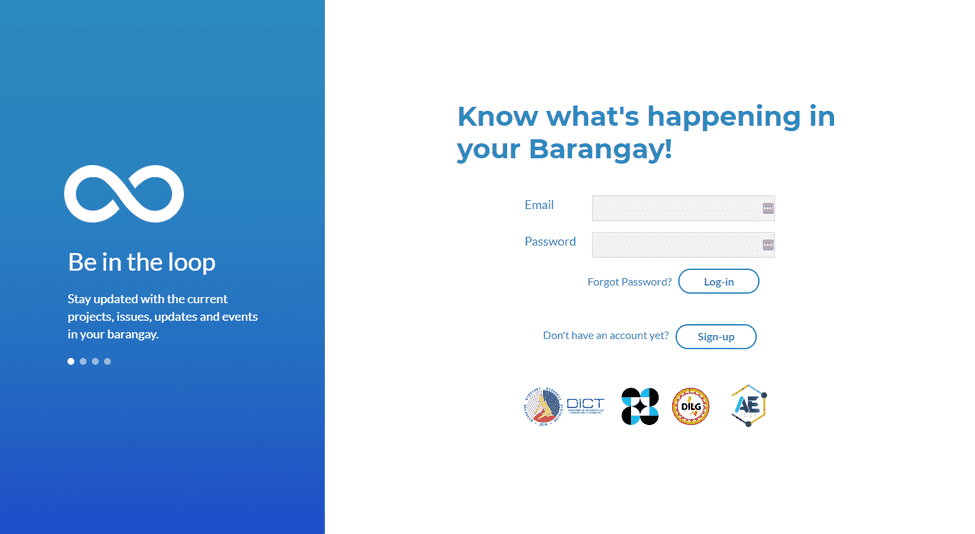 Be in the loop
Stay updated with the current
projects, issues, updates and events
in your barangay.
Know what's happening in
your Barangay!
Email
Password
Forgot Password?
Log-in
Don't have an account yet?
Sign-up
DICT
DILG
AE